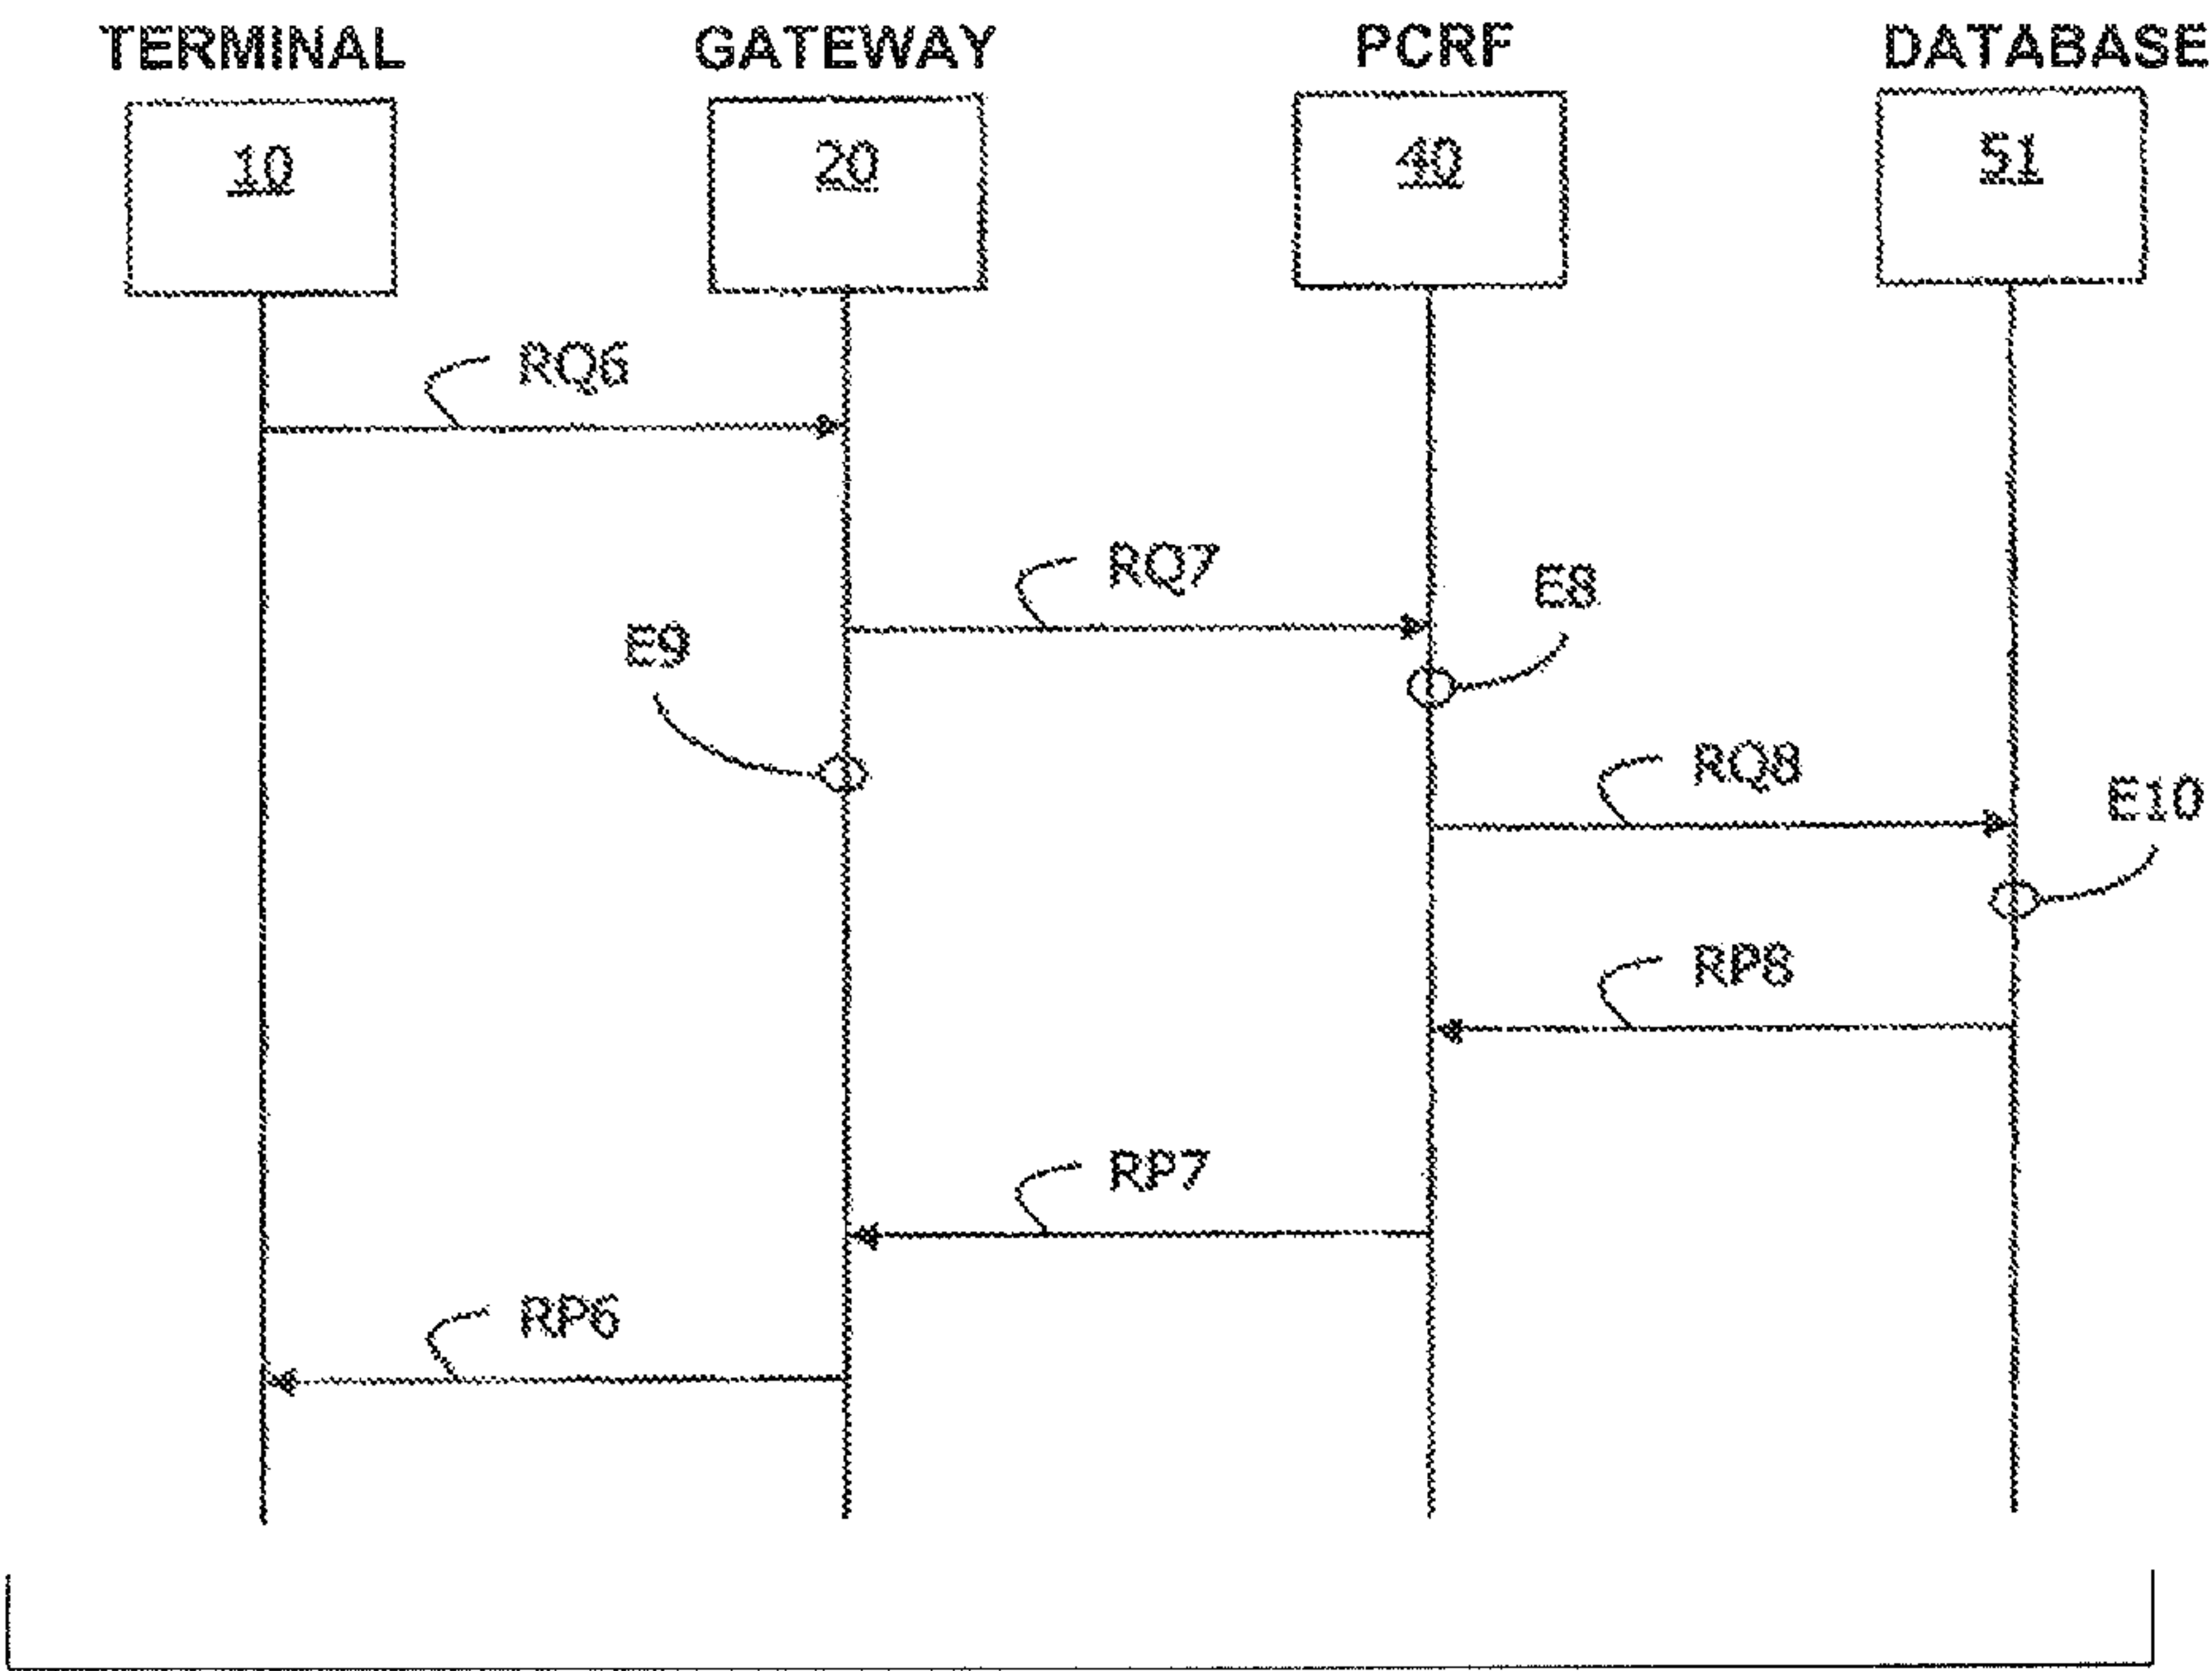 TERMINAL GATEWAY PCRF DATABASE
10 20 40 51
RQ6
RQ7
E8
E9
RQ8
E10
RP8
RP7
RP6